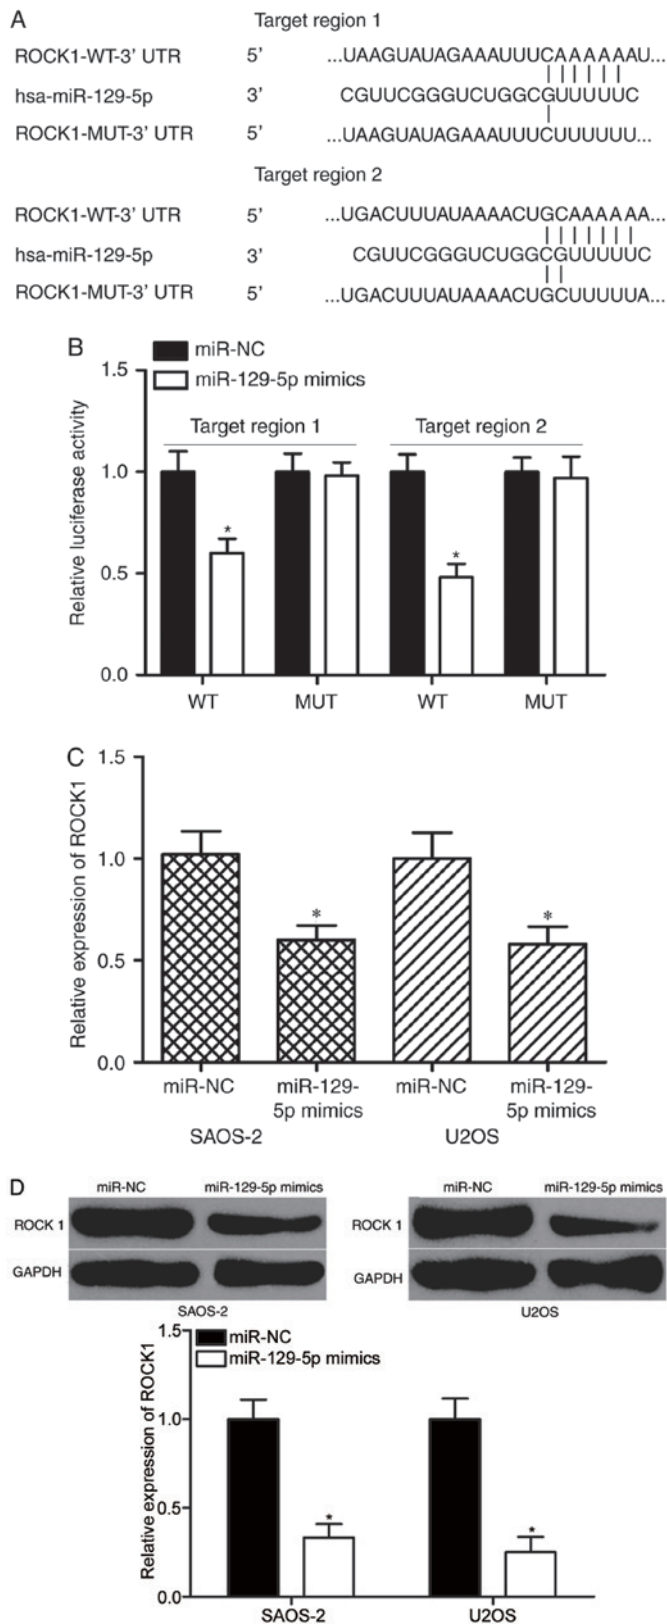 A
Target region 1
ROCK1-WT-3' UTR 5' ...UAAGUAUAGAAAUUUCAAAAAAU...
hsa-miR-129-5p 3' CGUUCGGGUCUGGCGUUUUUC
ROCK1-MUT-3' UTR 5' ...UAAGUAUAGAAAUUUCUUUUUU...
Target region 2
ROCK1-WT-3' UTR 5' ...UGACUUUAUAAAACUGCAAAAAA...
hsa-miR-129-5p 3' CGUUCGGGUCUGGCGUUUUUC
ROCK1-MUT-3' UTR 5' ...UGACUUUAUAAAACUGCUUUUUA...
B
miR-NC
miR-129-5p mimics
Relative luciferase activity
1.5
1.0
0.5
0.0
Target region 1 Target region 2
* *
WT MUT WT MUT
C
Relative expression of ROCK1
1.5
1.0
0.5
0.0
* *
miR-NC miR-129-5p mimics miR-NC miR-129-5p mimics
SAOS-2 U2OS
D
miR-NC miR-129-5p mimics miR-NC miR-129-5p mimics
ROCK 1 ROCK 1
GAPDH GAPDH
SAOS-2 U2OS
miR-NC
miR-129-5p mimics
Relative expression of ROCK1
1.5
1.0
0.5
0.0
* *
SAOS-2 U2OS